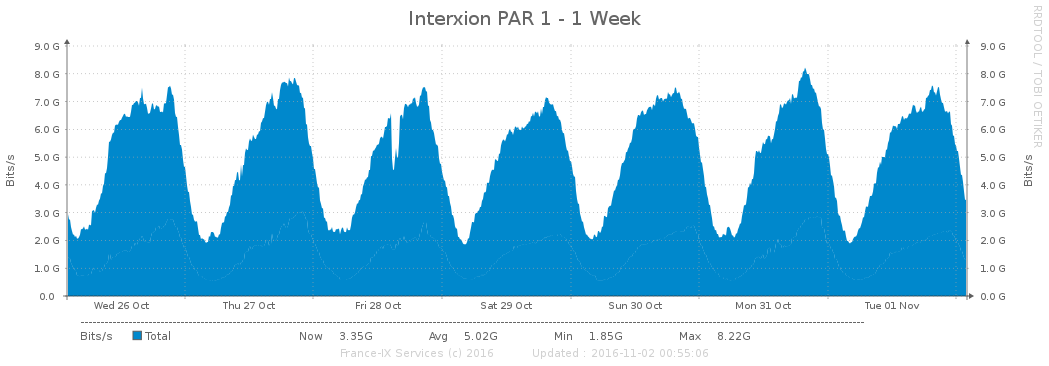 Interxion PAR 1 - 1 Week
RRDTOOL / TOBI OETIKER
Bits/s
9.0 G 9.0 G
8.0 G 8.0 G
7.0 G 7.0 G
6.0 G 6.0 G
5.0 G 5.0 G
4.0 G 4.0 G
3.0 G 3.0 G
2.0 G 2.0 G
1.0 G 1.0 G
0.0 0.0 G
Bits/s
Wed 26 Oct Thu 27 Oct Fri 28 Oct Sat 29 Oct Sun 30 Oct Mon 31 Oct Tue 01 Nov
Bits/s Total Now 3.35G Avg 5.02G Min 1.85G Max 8.22G
France-IX Services (c) 2016 Updated : 2016-11-02 00:55:06